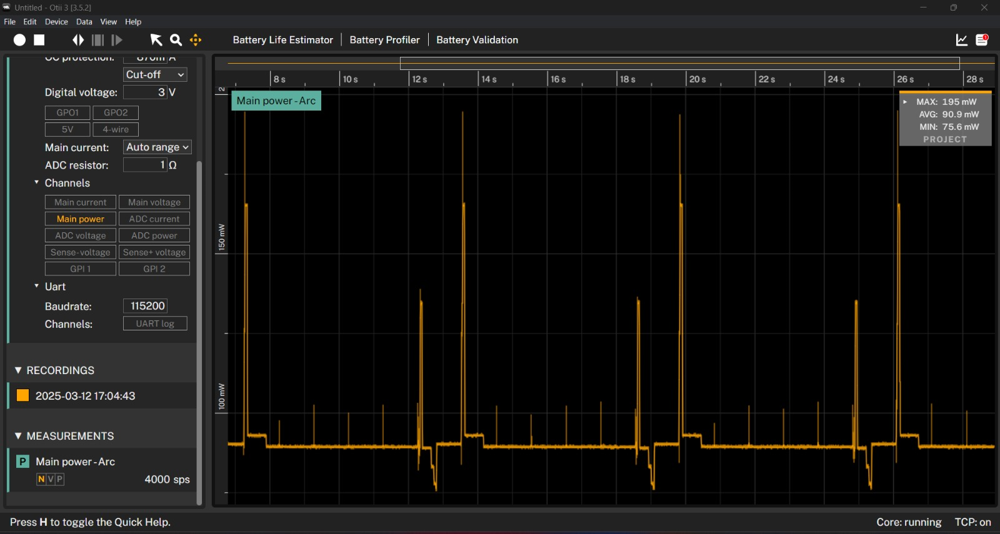 Untitled - Otii 3 [3.5.2]
File Edit Device Data View Help
Battery Life Estimator Battery Profiler Battery Validation
1
OC protection: 870m A
Cut-off
Digital voltage: 3 V
GPO1 GPO2
5V 4-wire
Main current: Auto range
ADC resistor: 1 Ω
Channels
Main current Main voltage
Main power ADC current
ADC voltage ADC power
Sense-voltage Sense+ voltage
GPI 1 GPI 2
Uart
Baudrate: 115200
Channels: UART log
RECORDINGS
2025-03-12 17:04:43
MEASUREMENTS
P Main power - Arc
N V P 4000 sps
8 s 10 s 12 s 14 s 16 s 18 s 20 s 22 s 24 s 26 s 28 s
2
Main power - Arc
MAX: 195 mW
AVG: 90.9 mW
MIN: 75.6 mW
PROJECT
150 mW
100 mW
Press H to toggle the Quick Help.
Core: running TCP: on